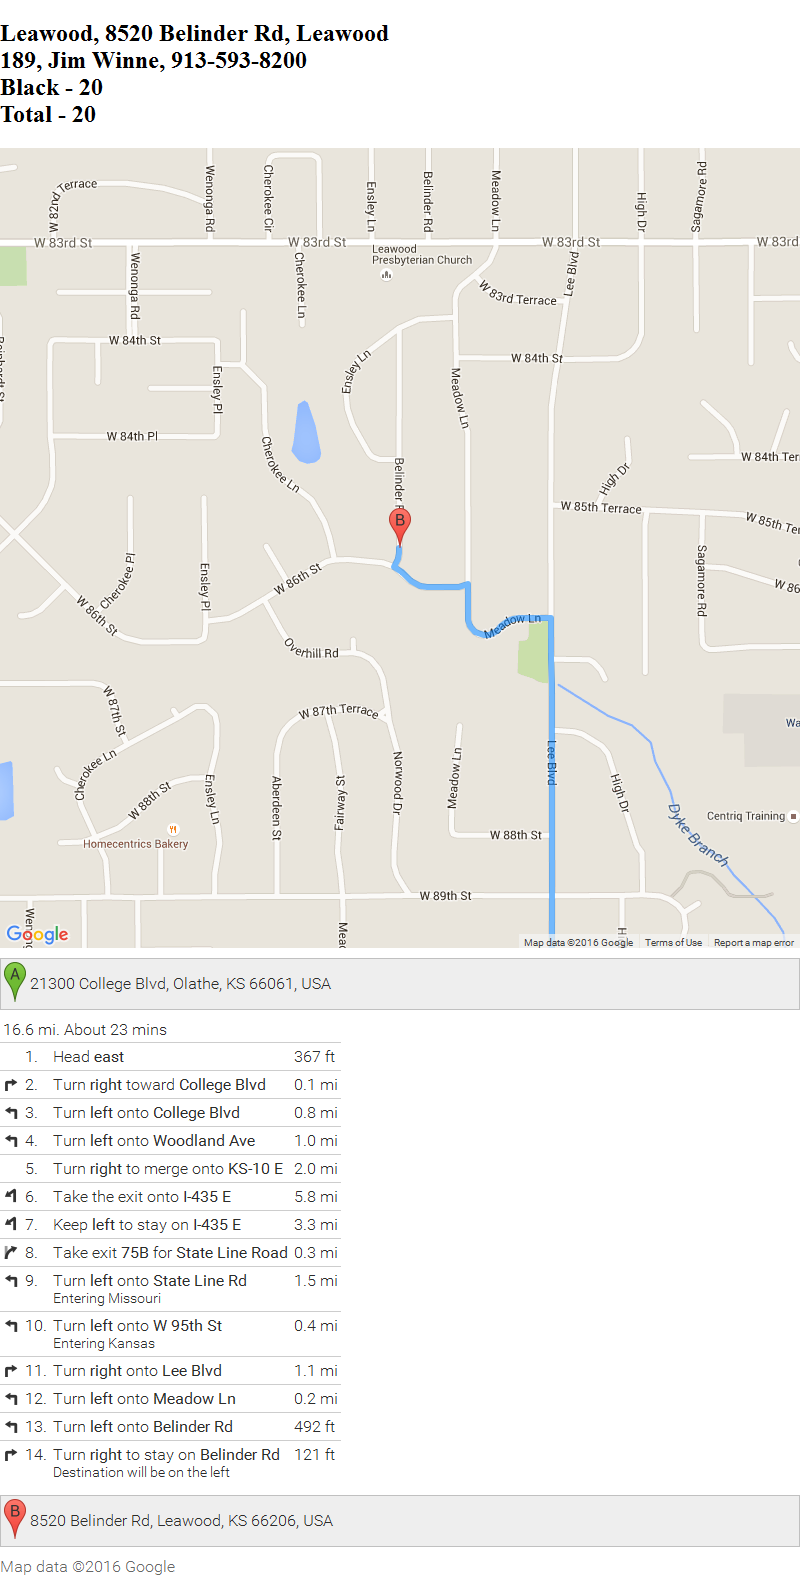 Leawood, 8520 Belinder Rd, Leawood
189, Jim Winne, 913-593-8200
Black - 20
Total - 20
W 82nd Terrace
Wenonga Rd
Cherokee Cir
Ensley Ln
Belinder Rd
Meadow Ln
High Dr
Sagamore Rd
W 83rd St
W 83rd St
W 83rd St
W 83rd
Leawood
Presbyterian Church
Wenonga Rd
Cherokee Ln
W 83rd Terrace
Lee Blvd
W 84th St
W 84th St
Ensley Pl
Ensley Ln
Meadow Ln
W 84th Pl
Cherokee Ln
Belinder R
High Dr
W 84th Ter
W 85th Terrace
W 85th Te
B
Cherokee Pl
Ensley Pl
W 86th St
W 86th St
Sagamore Rd
W 86
Meadow Ln
Overhill Rd
W 87th St
W 87th Terrace
Cherokee Ln
W 88th St
Ensley Ln
Aberdeen St
Fairway St
Norwood Dr
Meadow Ln
Lee Blvd
High Dr
Wa
Dyke Branch
Centriq Training
Homecentrics Bakery
W 88th St
W 89th St
Wenon
Mead
Hi
Google
Map data ©2016 Google
Terms of Use
Report a map error
A
21300 College Blvd, Olathe, KS 66061, USA
16.6 mi. About 23 mins
1. Head east 367 ft
2. Turn right toward College Blvd 0.1 mi
3. Turn left onto College Blvd 0.8 mi
4. Turn left onto Woodland Ave 1.0 mi
5. Turn right to merge onto KS-10 E 2.0 mi
6. Take the exit onto I-435 E 5.8 mi
7. Keep left to stay on I-435 E 3.3 mi
8. Take exit 75B for State Line Road 0.3 mi
9. Turn left onto State Line Rd 1.5 mi
Entering Missouri
10. Turn left onto W 95th St 0.4 mi
Entering Kansas
11. Turn right onto Lee Blvd 1.1 mi
12. Turn left onto Meadow Ln 0.2 mi
13. Turn left onto Belinder Rd 492 ft
14. Turn right to stay on Belinder Rd 121 ft
Destination will be on the left
B
8520 Belinder Rd, Leawood, KS 66206, USA
Map data ©2016 Google